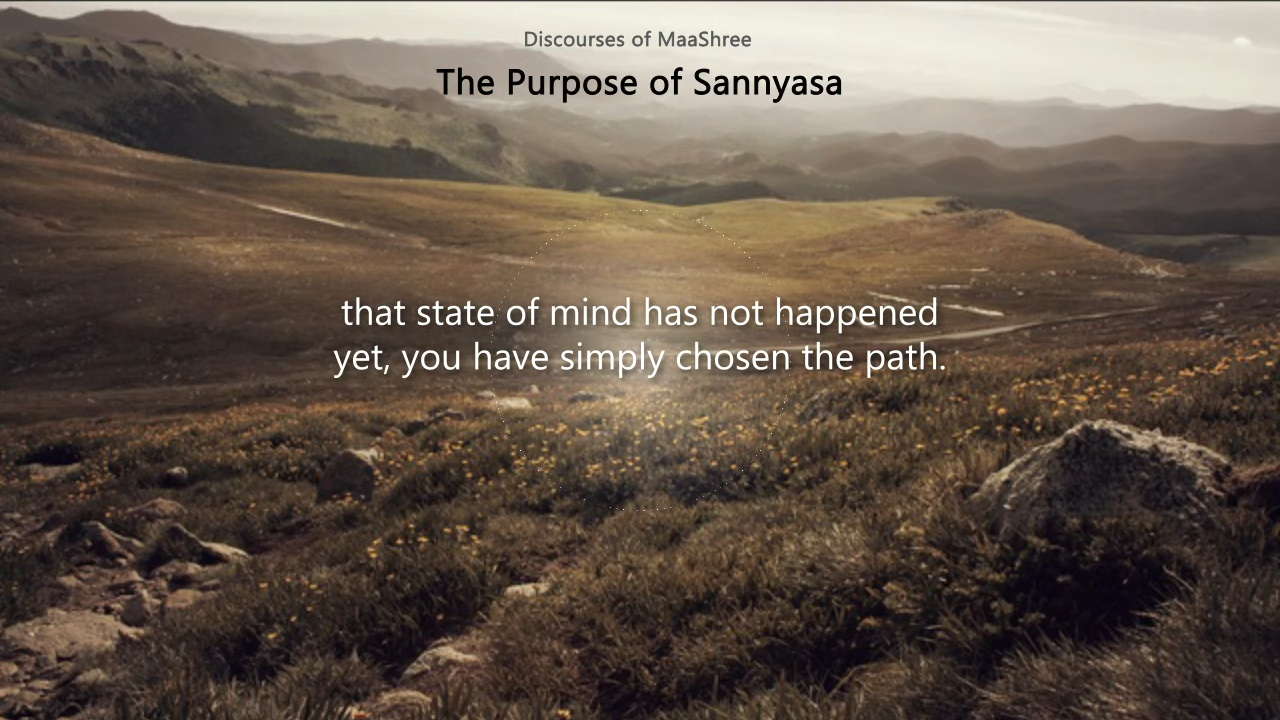 Discourses of MaaShree
The Purpose of Sannyasa
that state of mind has not happened
yet, you have simply chosen the path.